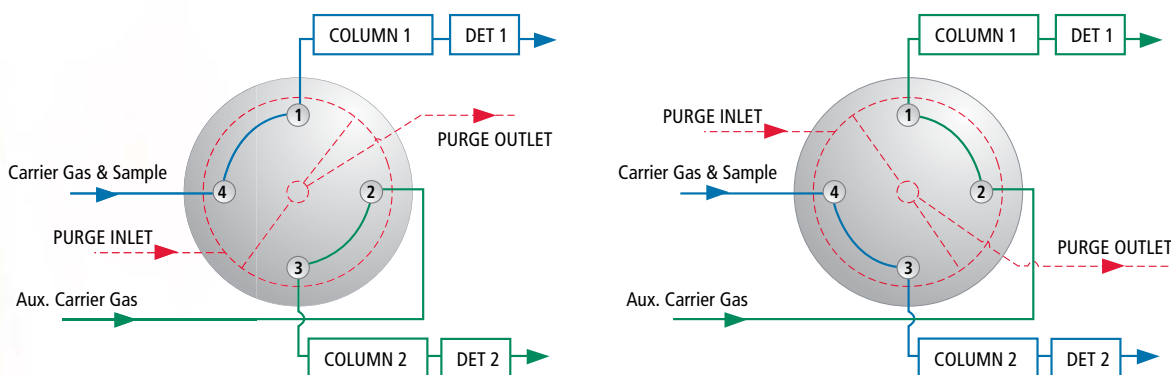 COLUMN 1
DET 1
1
PURGE OUTLET
Carrier Gas & Sample
4
2
PURGE INLET
3
Aux. Carrier Gas
COLUMN 2
DET 2
COLUMN 1
DET 1
PURGE INLET
1
Carrier Gas & Sample
4
2
PURGE OUTLET
3
Aux. Carrier Gas
COLUMN 2
DET 2